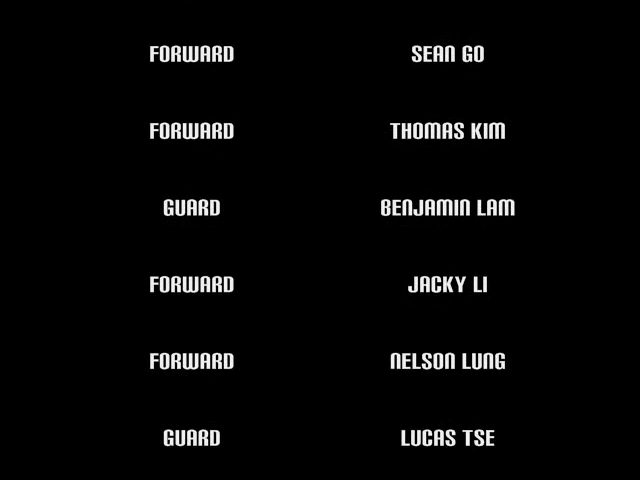 FORWARD SEAN GO
FORWARD THOMAS KIM
GUARD BENJAMIN LAM
FORWARD JACKY LI
FORWARD NELSON LUNG
GUARD LUCAS TSE